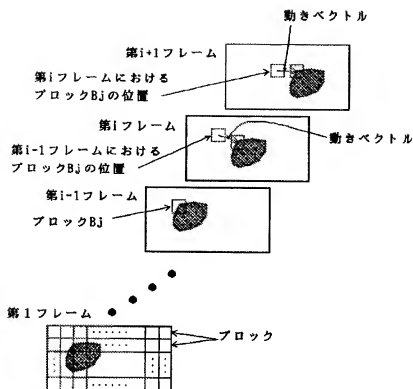 動きベクトル
第i+1フレーム
第iフレームにおける
ブロックBjの位置
第iフレーム
動きベクトル
第i-1フレームにおける
ブロックBjの位置
第i-1フレーム
ブロックBj
第1フレーム
ブロック